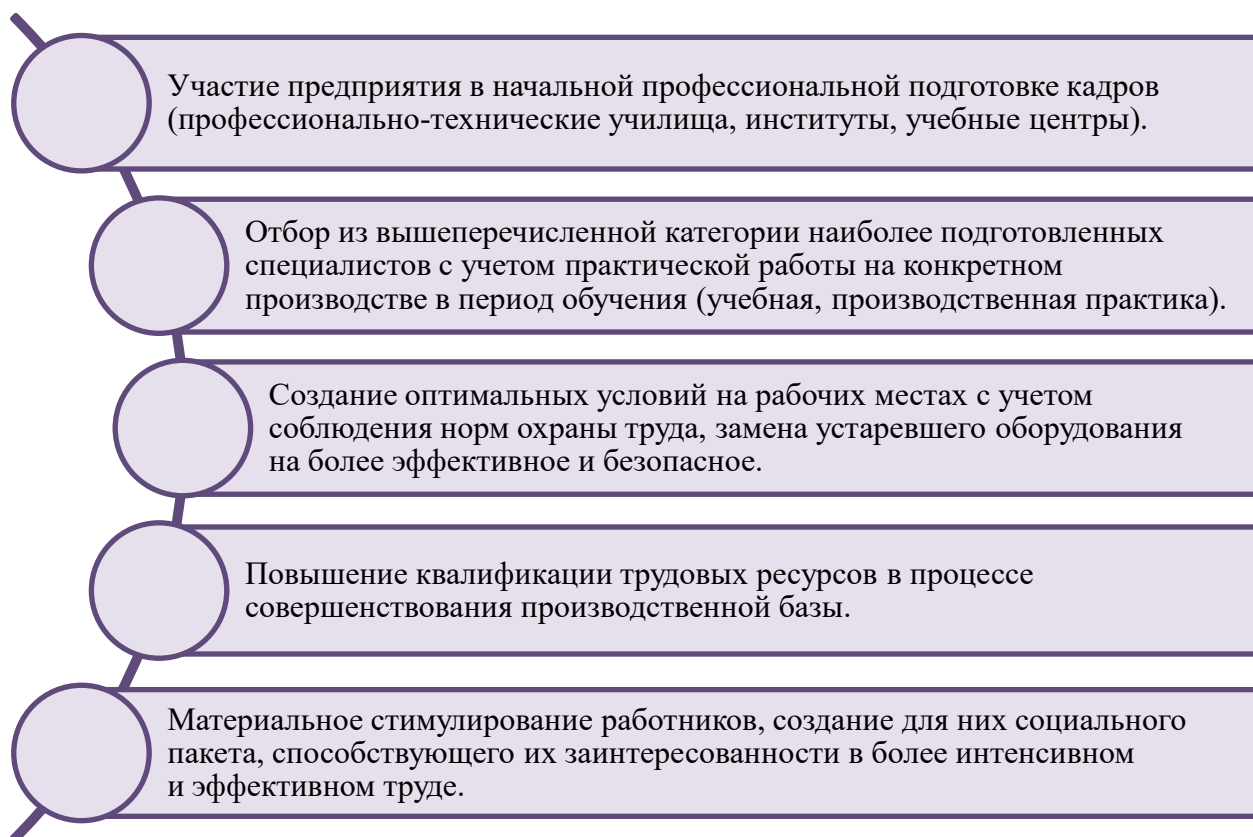 Участие предприятия в начальной профессиональной подготовке кадров
(профессионально-технические училища, институты, учебные центры).
Отбор из вышеперечисленной категории наиболее подготовленных
специалистов с учетом практической работы на конкретном
производстве в период обучения (учебная, производственная практика).
Создание оптимальных условий на рабочих местах с учетом
соблюдения норм охраны труда, замена устаревшего оборудования
на более эффективное и безопасное.
Повышение квалификации трудовых ресурсов в процессе
совершенствования производственной базы.
Материальное стимулирование работников, создание для них социального
пакета, способствующего их заинтересованности в более интенсивном
и эффективном труде.